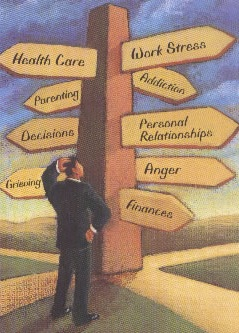 Health Care
Work Stress
Parenting
Addiction
Decisions
Personal
Relationships
Grieving
Anger
Finances